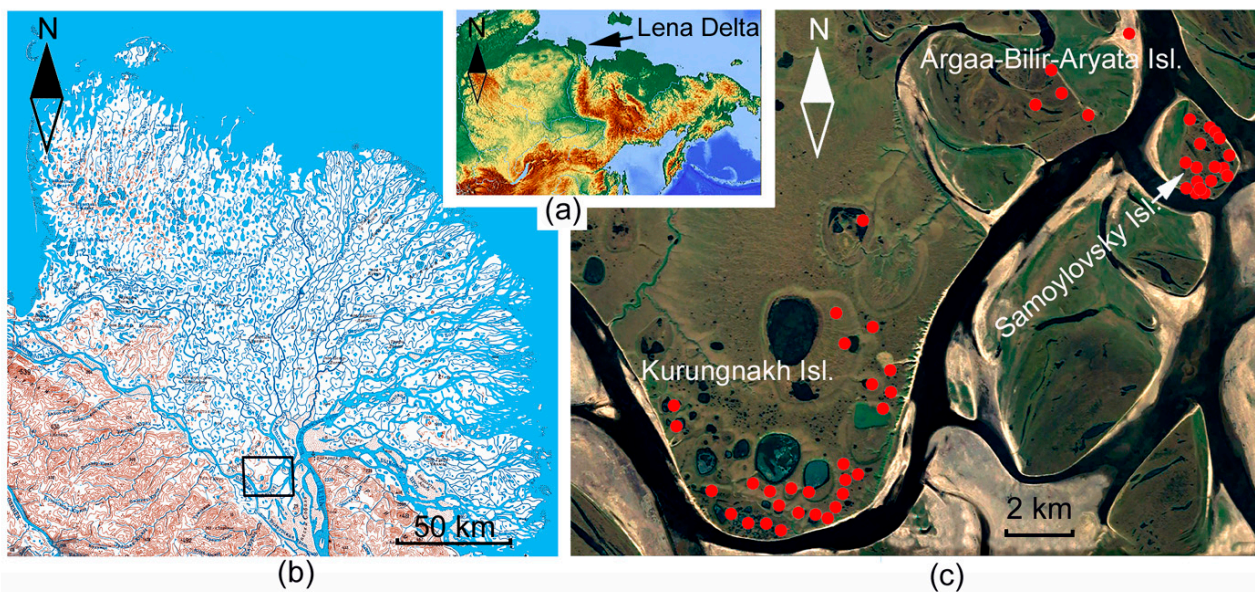 N
N
Lena Delta
(a)
N
Argaa-Bilir-Aryata Isl.
Samoylovsky Isl.
Kurungnakh Isl.
50 km
2 km
(b)
(c)